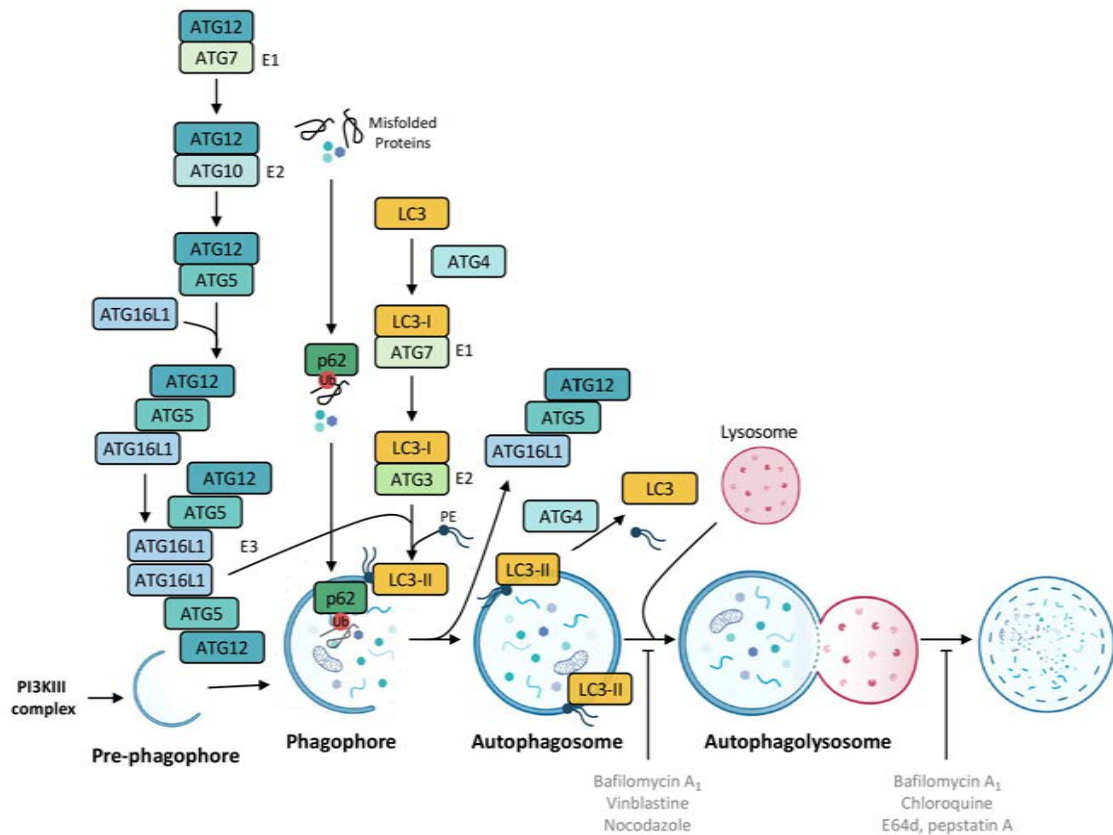 ATG12
ATG7
E1
ATG12
ATG10
E2
ATG12
ATG5
ATG16L1
ATG12
ATG5
ATG16L1
ATG12
ATG5
ATG16L1
E3
ATG16L1
ATG5
ATG12
PI3KIII
complex
Pre-phagophore
Misfolded
Proteins
p62
Ub
p62
Ub
LC3
ATG4
LC3-I
ATG7
E1
LC3-I
ATG3
E2
PE
LC3-II
Phagophore
ATG12
ATG5
ATG16L1
ATG4
LC3
LC3-II
LC3-II
Autophagosome
Lysosome
Autophagolysosome
Bafilomycin A₁
Vinblastine
Nocodazole
Bafilomycin A₁
Chloroquine
E64d, pepstatin A